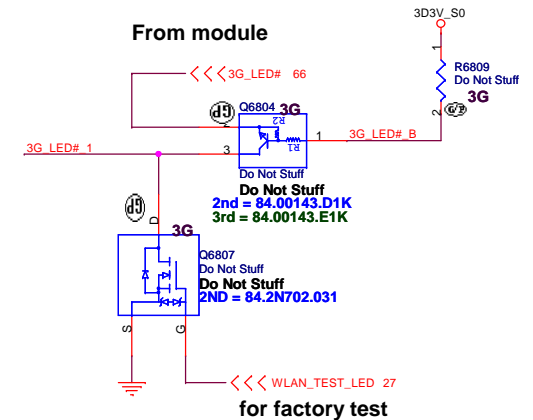 3D3V_S0
From module
1
R6809
Do Not Stuff
3G
2
G/P
3G_LED# 66
GP
Q6804
3G
2
R2
R1
1
3G_LED#_B
3G_LED#_1
3
Do Not Stuff
Do Not Stuff
2nd = 84.00143.D1K
3rd = 84.00143.E1K
GP
D
3G
Q6807
Do Not Stuff
Do Not Stuff
2ND = 84.2N702.031
S
G
WLAN_TEST_LED 27
for factory test